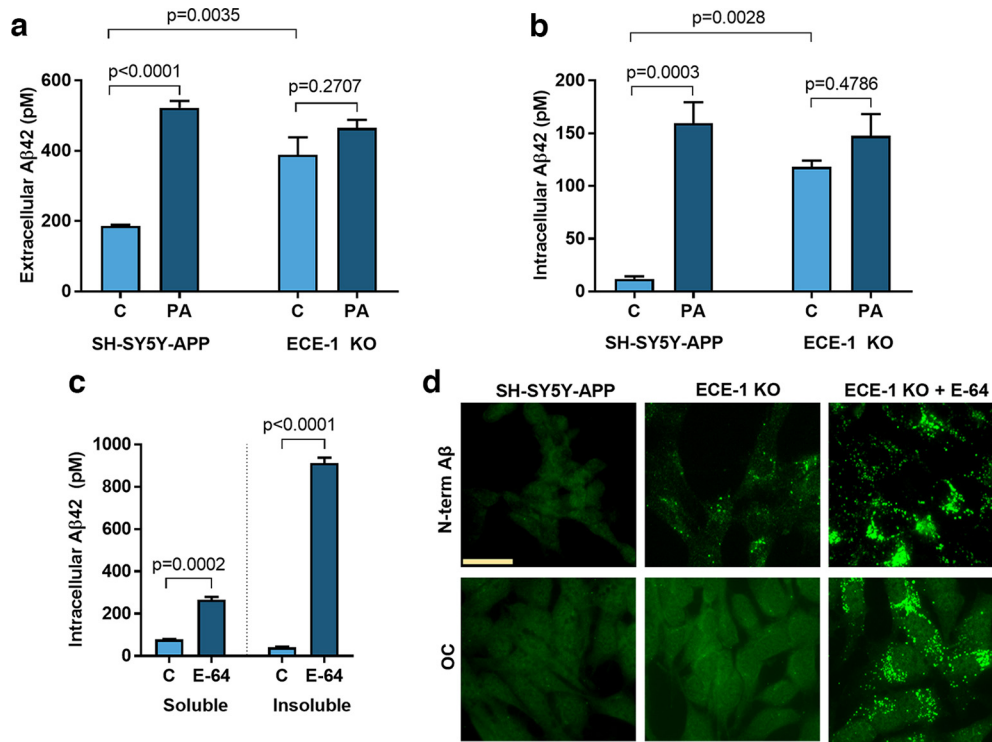 a
p=0.0035
p<0.0001
p=0.2707
Extracellular Aβ42 (pM)
600
400
200
0
C PA C PA
SH-SY5Y-APP ECE-1 KO
b
p=0.0028
p=0.0003
p=0.4786
Intracellular Aβ42 (pM)
200
150
100
50
0
C PA C PA
SH-SY5Y-APP ECE-1 KO
c
p<0.0001
p=0.0002
Intracellular Aβ42 (pM)
1000
800
600
400
200
0
C E-64 C E-64
Soluble Insoluble
d
SH-SY5Y-APP ECE-1 KO ECE-1 KO + E-64
N-term Aβ
OC